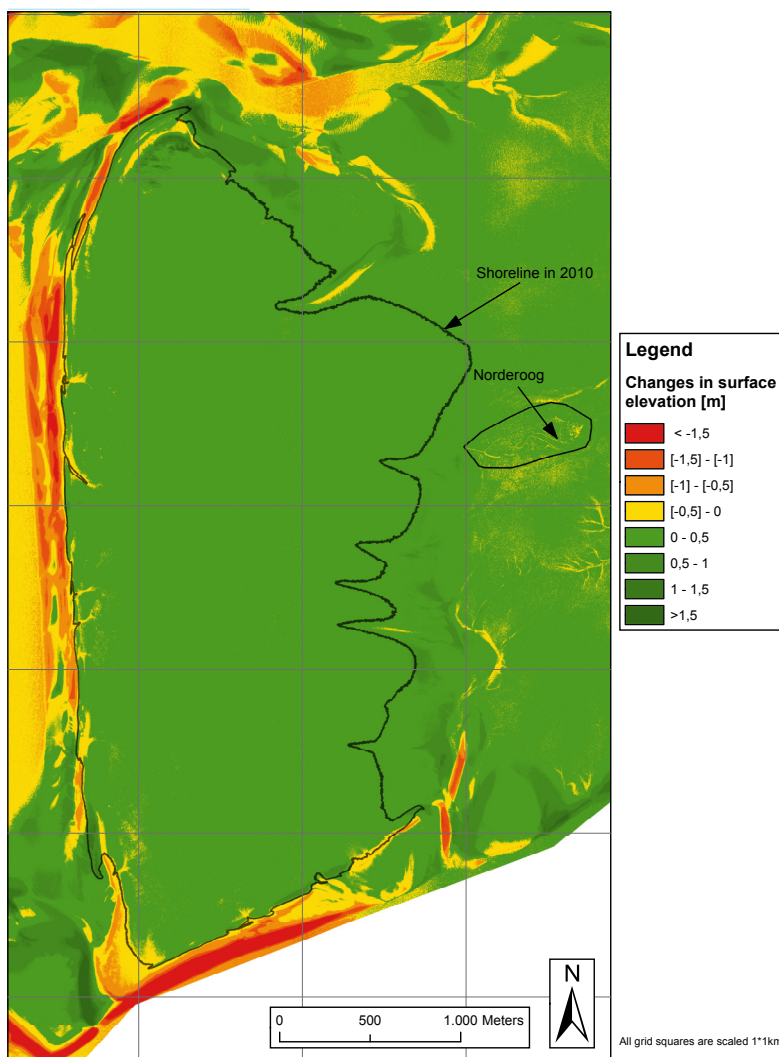 Shoreline in 2010
Norderoog
Legend
Changes in surface
elevation [m]
< -1,5
[-1,5] - [-1]
[-1] - [-0,5]
[-0,5] - 0
0 - 0,5
0,5 - 1
1 - 1,5
>1,5
N
0 500 1.000 Meters
All grid squares are scaled 1*1km